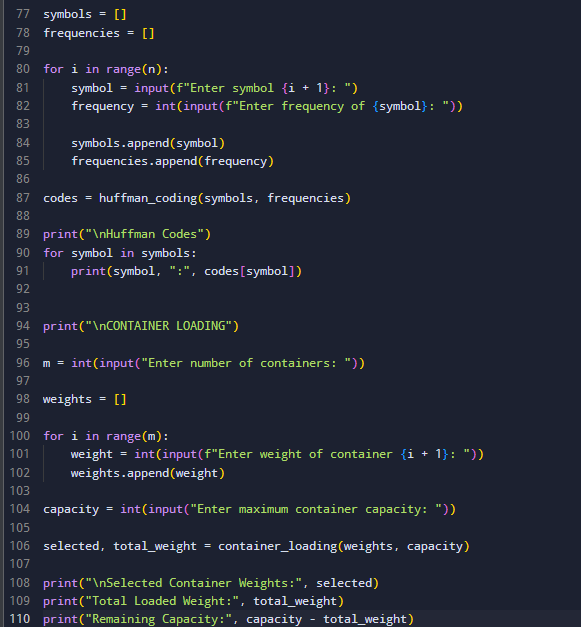 77 symbols = []
78 frequencies = []
79
80 for i in range(n):
81     symbol = input(f"Enter symbol {i + 1}: ")
82     frequency = int(input(f"Enter frequency of {symbol}: "))
83
84     symbols.append(symbol)
85     frequencies.append(frequency)
86
87 codes = huffman_coding(symbols, frequencies)
88
89 print("\nHuffman Codes")
90 for symbol in symbols:
91     print(symbol, ":", codes[symbol])
92
93
94 print("\nCONTAINER LOADING")
95
96 m = int(input("Enter number of containers: "))
97
98 weights = []
99
100 for i in range(m):
101     weight = int(input(f"Enter weight of container {i + 1}: "))
102     weights.append(weight)
103
104 capacity = int(input("Enter maximum container capacity: "))
105
106 selected, total_weight = container_loading(weights, capacity)
107
108 print("\nSelected Container Weights:", selected)
109 print("Total Loaded Weight:", total_weight)
110 print("Remaining Capacity:", capacity - total_weight)